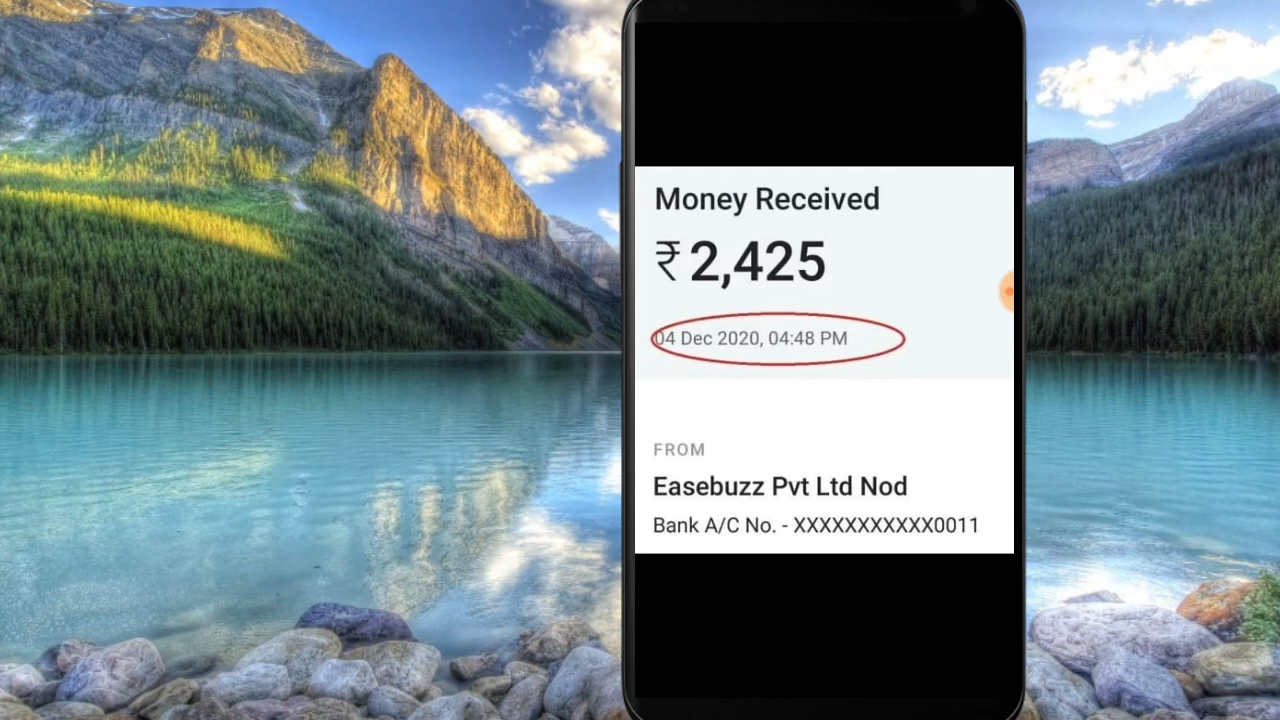 Money Received
₹2,425
04 Dec 2020, 04:48 PM
FROM
Easebuzz Pvt Ltd Nod
Bank A/C No. - XXXXXXXXXXX0011